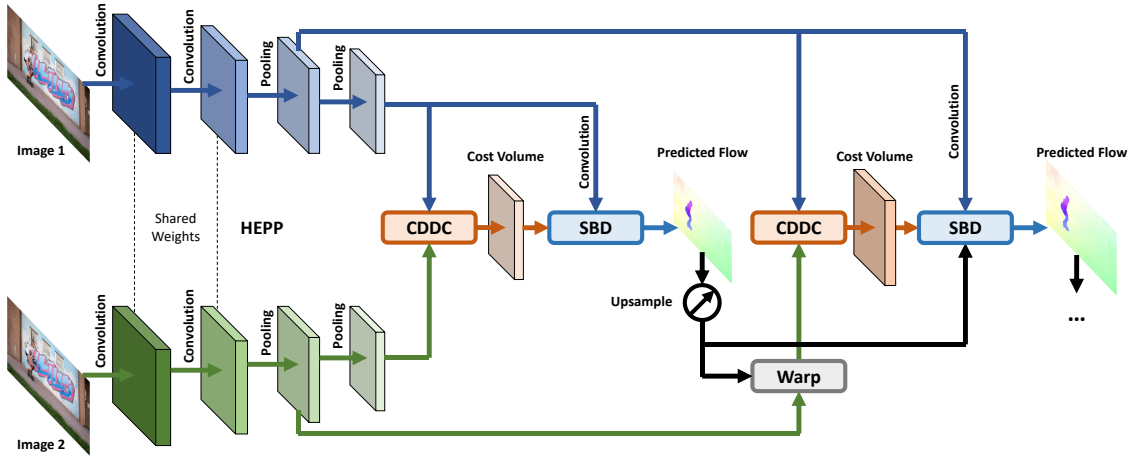 Convolution
Convolution
Pooling
Pooling
Image 1
Cost Volume
Convolution
Predicted Flow
Cost Volume
Convolution
Predicted Flow
Shared
Weights
HEPP
CDDC
SBD
CDDC
SBD
Upsample
...
Convolution
Convolution
Pooling
Pooling
Warp
Image 2